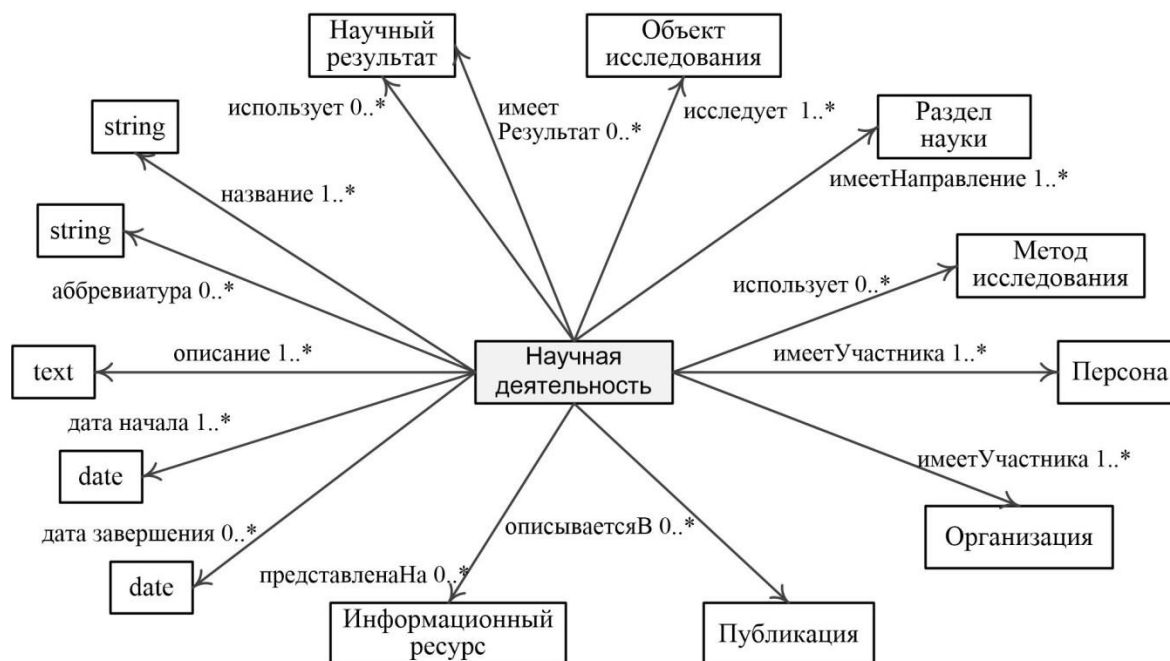 Научный
результат
Объект
исследования
использует 0..*
имеет
Результат 0..*
исследует 1..*
Раздел
науки
string
название 1..*
имеетНаправление 1..*
string
Метод
исследования
аббревиатура 0..*
использует 0..*
text
описание 1..*
Научная
деятельность
имеетУчастника 1..*
Персона
дата начала 1..*
date
имеетУчастника 1..*
дата завершения 0..*
описываетсяВ 0..*
Организация
date
представленаНа 0..*
Информационный
ресурс
Публикация